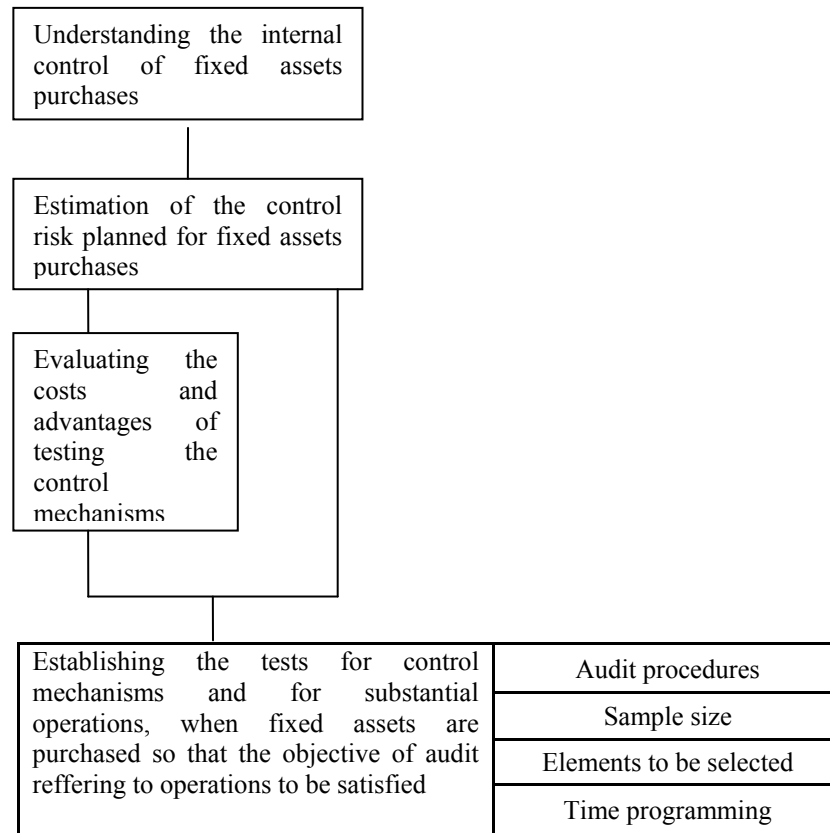 Understanding the internal
control of fixed assets
purchases
Estimation of the control
risk planned for fixed assets
purchases
Evaluating the
costs and
advantages of
testing the
control
mechanisms
Establishing the tests for control
mechanisms and for substantial
operations, when fixed assets are
purchased so that the objective of audit
reffering to operations to be satisfied
Audit procedures
Sample size
Elements to be selected
Time programming